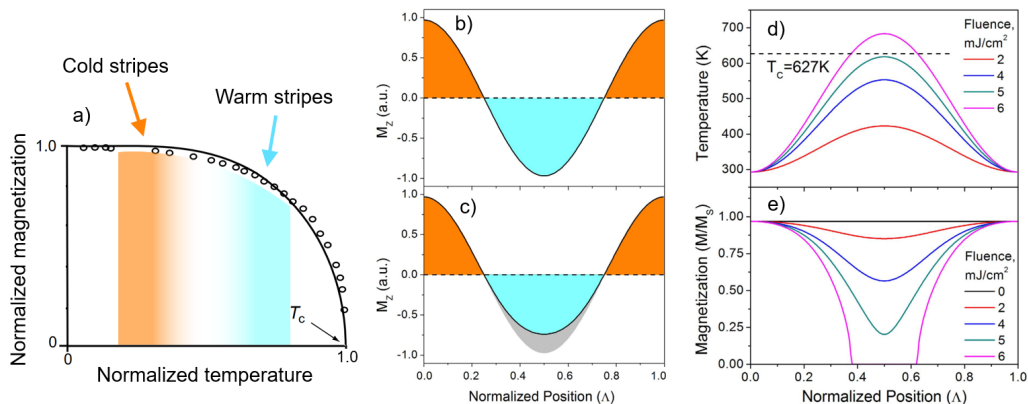 a)
Cold stripes
Warm stripes
Normalized magnetization
1.0
0
T_c
0
1.0
Normalized temperature
b)
M_Z (a.u.)
1.0
0.5
0.0
-0.5
-1.0
c)
M_Z (a.u.)
1.0
0.5
0.0
-0.5
-1.0
0.0 0.2 0.4 0.6 0.8 1.0
Normalized Position (Λ)
d)
Temperature (K)
700
600
500
400
300
T_C=627K
Fluence,
mJ/cm²
2
4
5
6
e)
Magnetization (M/M_S)
1.00
0.75
0.50
0.25
0.00
Fluence,
mJ/cm²
0
2
4
5
6
0.0 0.2 0.4 0.6 0.8 1.0
Normalized Position (Λ)